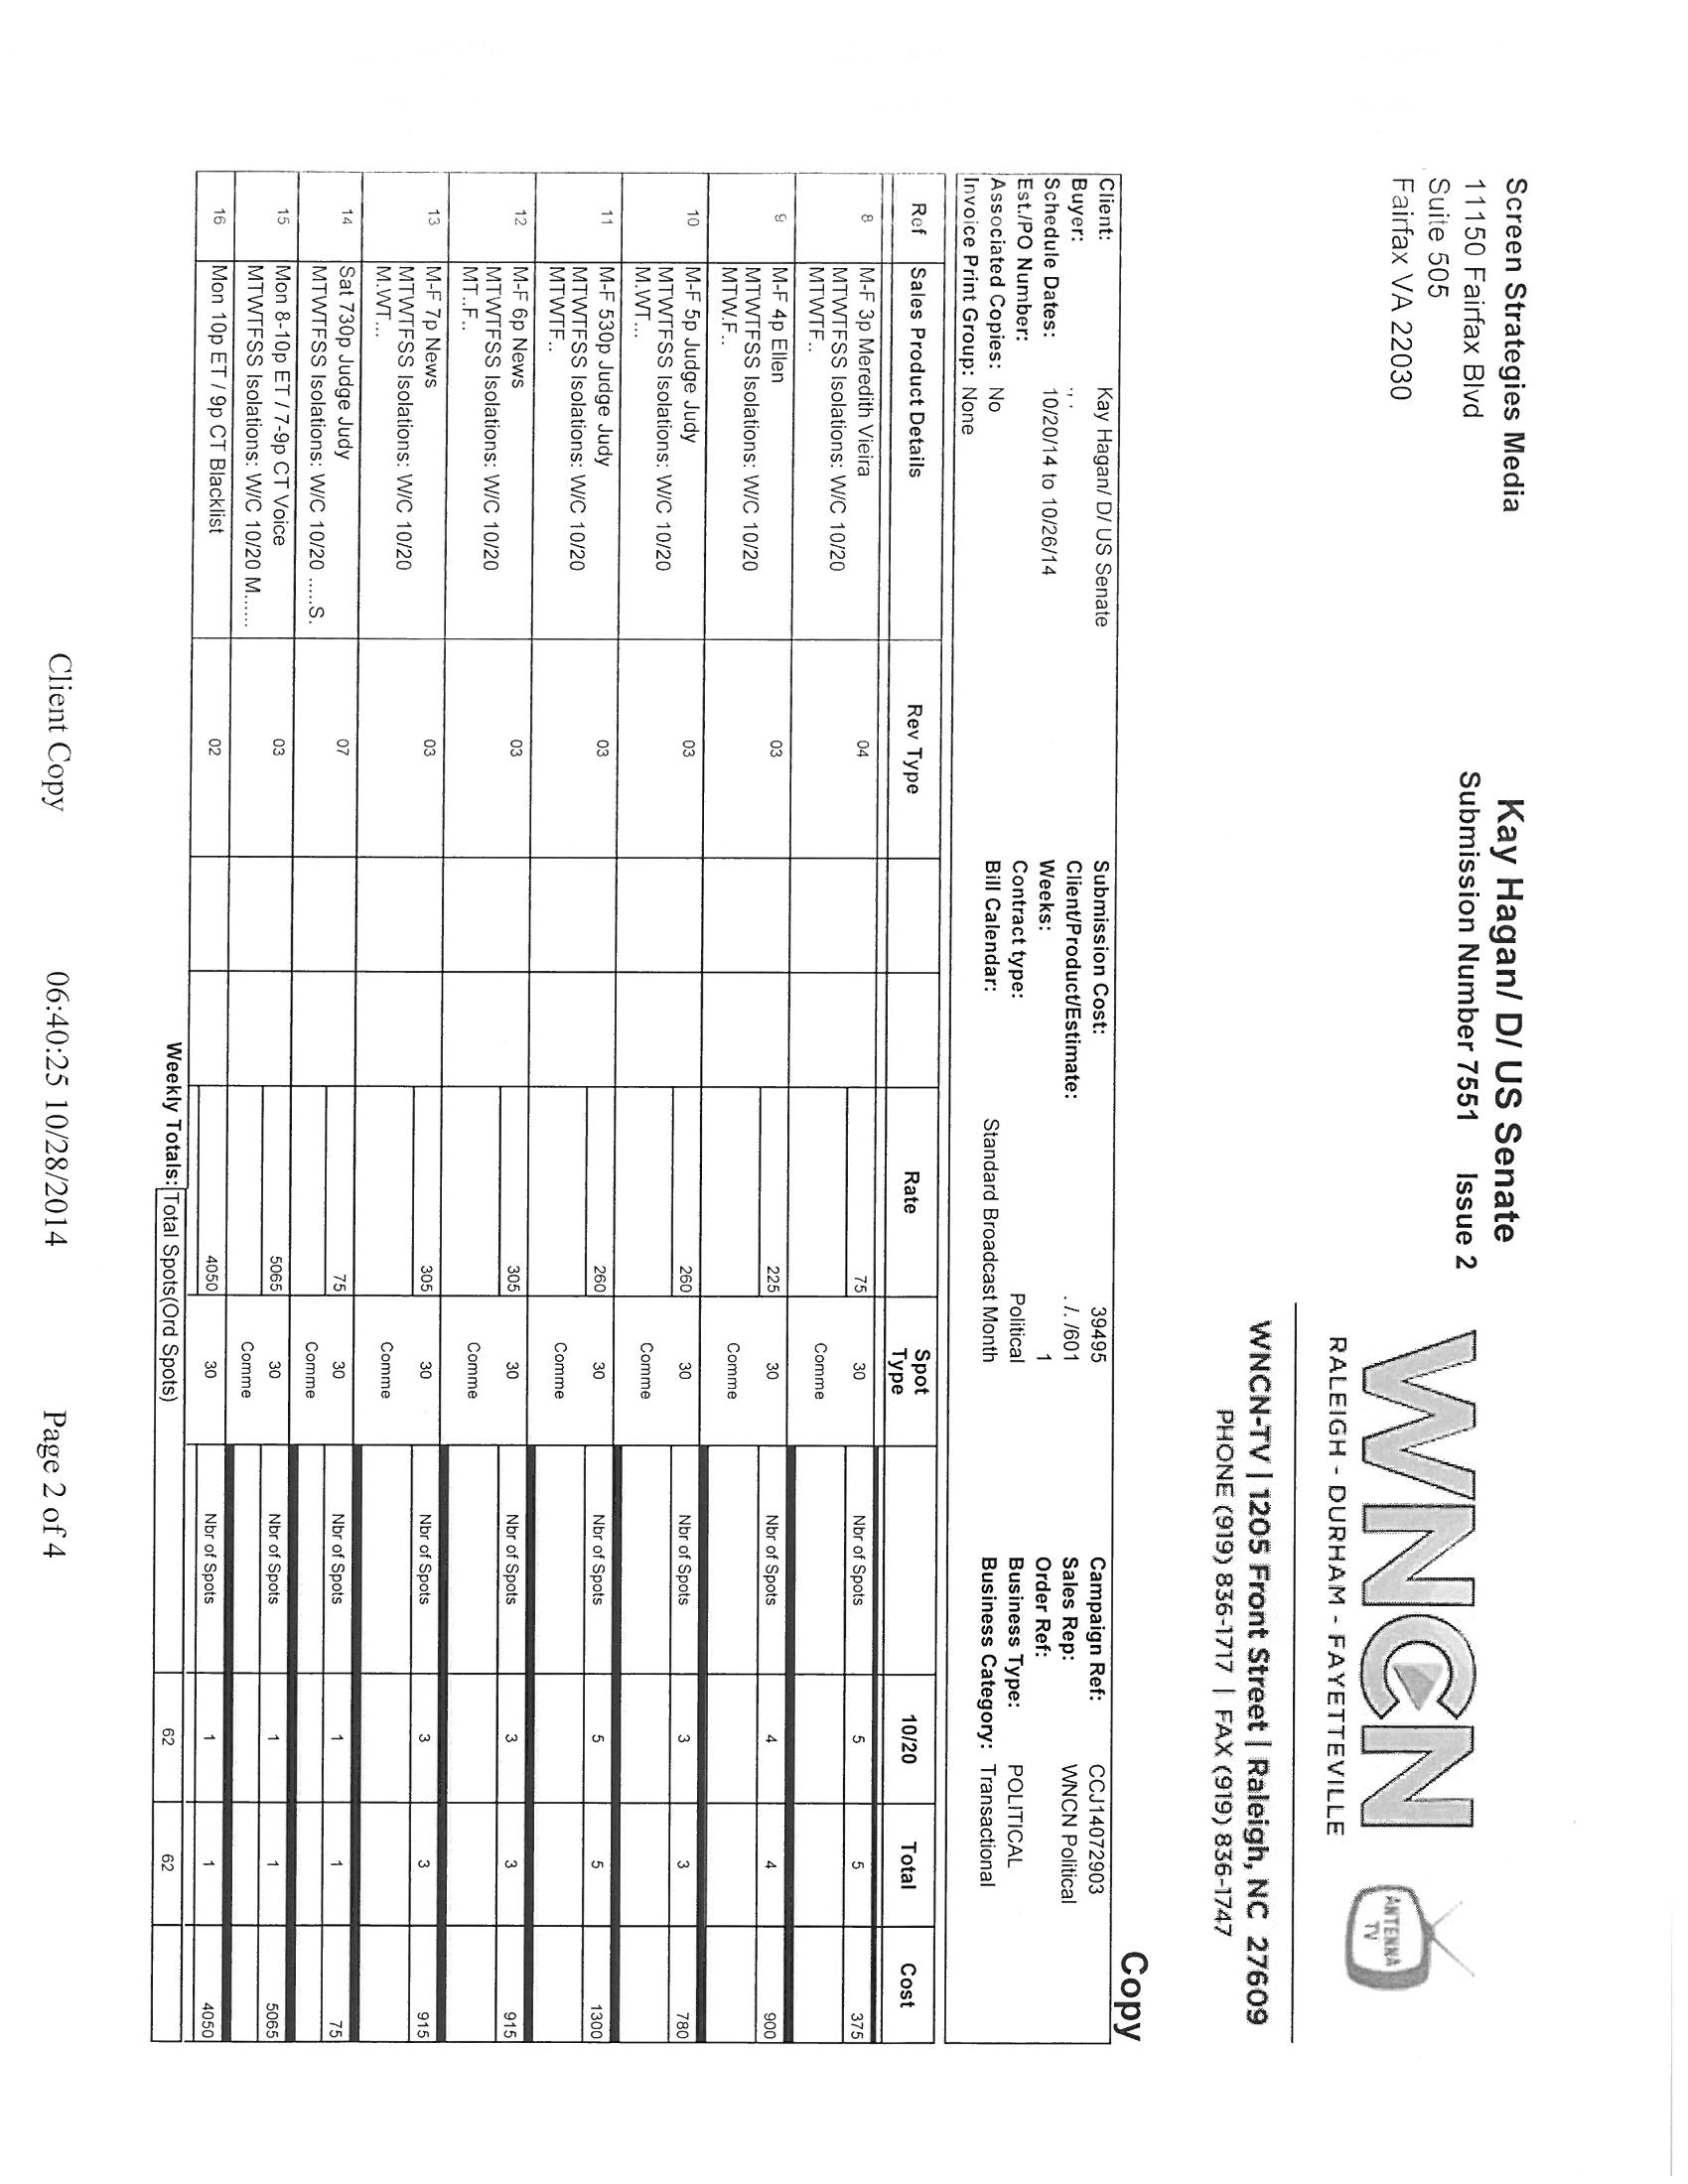 Screen Strategies Media
11150 Fairfax Blvd
Suite 505
Fairfax VA 22030
Kay Hagan/ D/ US Senate
Submission Number 7551 Issue 2
WNCN
RALEIGH - DURHAM - FAYETTEVILLE
ANTENNA
TV
WNCN-TV | 1205 Front Street | Raleigh, NC 27609
PHONE (919) 836-1717 | FAX (919) 836-1747
Copy
Client: Kay Hagan/ D/ US Senate Submission Cost: 39495 Campaign Ref: CCJ14072903
Buyer: , , Client/Product/Estimate: . /. /601 Sales Rep: WNCN Political
Schedule Dates: 10/20/14 to 10/26/14 Weeks: 1 Order Ref:
Est./PO Number: Contract type: Political Business Type: POLITICAL
Associated Copies: No Bill Calendar: Standard Broadcast Month Business Category: Transactional
Invoice Print Group: None
Ref Sales Product Details Rev Type Rate Spot Type 10/20 Total Cost
8 M-F 3p Meredith Vieira 04 75 30 Nbr of Spots 5 5 375
MTWTFSS Isolations: W/C 10/20
MTWTF.. Comme
9 M-F 4p Ellen 03 225 30 Nbr of Spots 4 4 900
MTWTFSS Isolations: W/C 10/20
MTW.F.. Comme
10 M-F 5p Judge Judy 03 260 30 Nbr of Spots 3 3 780
MTWTFSS Isolations: W/C 10/20
M.WT... Comme
11 M-F 530p Judge Judy 03 260 30 Nbr of Spots 5 5 1300
MTWTFSS Isolations: W/C 10/20
MTWTF.. Comme
12 M-F 6p News 03 305 30 Nbr of Spots 3 3 915
MTWTFSS Isolations: W/C 10/20
MT..F.. Comme
13 M-F 7p News 03 305 30 Nbr of Spots 3 3 915
MTWTFSS Isolations: W/C 10/20
M.WT... Comme
14 Sat 730p Judge Judy 07 75 30 Nbr of Spots 1 1 75
MTWTFSS Isolations: W/C 10/20 .....S. Comme
15 Mon 8-10p ET / 7-9p CT Voice 03 5065 30 Nbr of Spots 1 1 5065
MTWTFSS Isolations: W/C 10/20 M...... Comme
16 Mon 10p ET / 9p CT Blacklist 02 4050 30 Nbr of Spots 1 1 4050
Weekly Totals: Total Spots(Ord Spots) 62 62
Client Copy 06:40:25 10/28/2014 Page 2 of 4